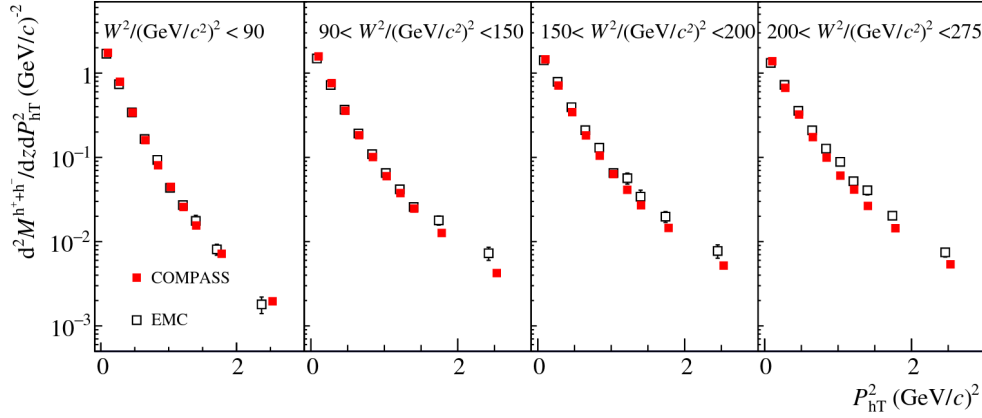 d²M^{h⁺+h⁻}/dzdP²_{hT} (GeV/c)⁻²
W²/(GeV/c²)² < 90
90< W²/(GeV/c²)² <150
150< W²/(GeV/c²)² <200
200< W²/(GeV/c²)² <275
1
10⁻¹
10⁻²
COMPASS
EMC
10⁻³
0 2 0 2 0 2 0 2
P²_{hT} (GeV/c)²